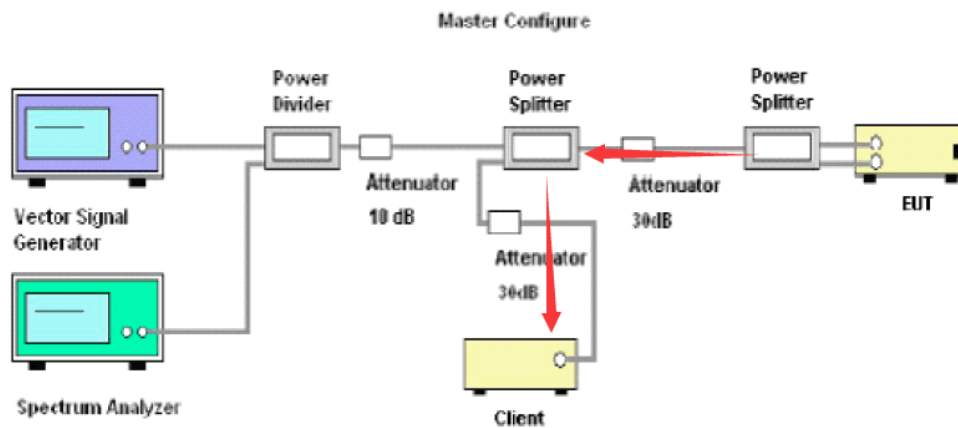 Master Configure
Power
Divider
Power
Splitter
Power
Splitter
Attenuator
10 dB
Attenuator
30dB
EUT
Vector Signal
Generator
Attenuator
30dB
Spectrum Analyzer
Client